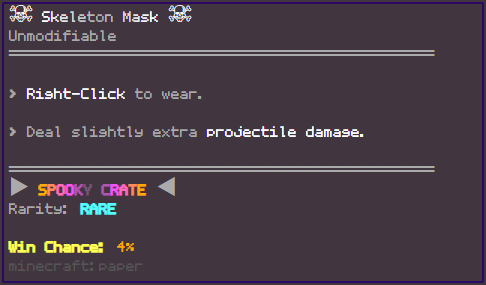 ☠ Skeleton Mask ☠
Unmodifiable
> Right-Click to wear.
> Deal slightly extra projectile damage.
▶ SPOOKY CRATE ◀
Rarity: RARE
Win Chance: 4%
minecraft:paper